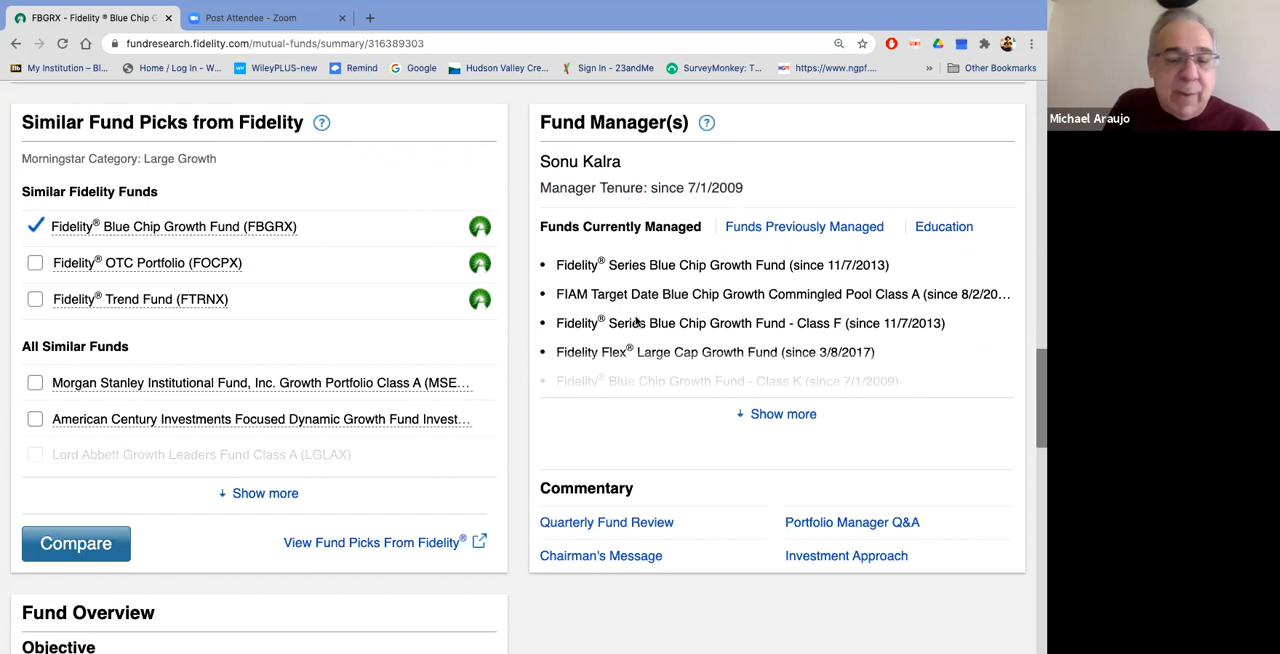 FBGRX - Fidelity ® Blue Chip G
Post Attendee - Zoom
fundresearch.fidelity.com/mutual-funds/summary/316389303
My Institution – Bl...
Home / Log In - W...
WileyPLUS-new
Remind
Google
Hudson Valley Cre...
Sign In - 23andMe
SurveyMonkey: T...
https://www.ngpf....
»
Other Bookmarks
Michael Araujo
Similar Fund Picks from Fidelity ?
Morningstar Category: Large Growth
Similar Fidelity Funds
Fidelity® Blue Chip Growth Fund (FBGRX)
Fidelity® OTC Portfolio (FOCPX)
Fidelity® Trend Fund (FTRNX)
All Similar Funds
Morgan Stanley Institutional Fund, Inc. Growth Portfolio Class A (MSE...
American Century Investments Focused Dynamic Growth Fund Invest...
Lord Abbett Growth Leaders Fund Class A (LGLAX)
Show more
Compare
View Fund Picks From Fidelity®
Fund Overview
Objective
Fund Manager(s) ?
Sonu Kalra
Manager Tenure: since 7/1/2009
Funds Currently Managed
Funds Previously Managed
Education
• Fidelity® Series Blue Chip Growth Fund (since 11/7/2013)
• FIAM Target Date Blue Chip Growth Commingled Pool Class A (since 8/2/20...
• Fidelity® Series Blue Chip Growth Fund - Class F (since 11/7/2013)
• Fidelity Flex® Large Cap Growth Fund (since 3/8/2017)
• Fidelity® Blue Chip Growth Fund - Class K (since 7/1/2009)
Show more
Commentary
Quarterly Fund Review
Portfolio Manager Q&A
Chairman's Message
Investment Approach